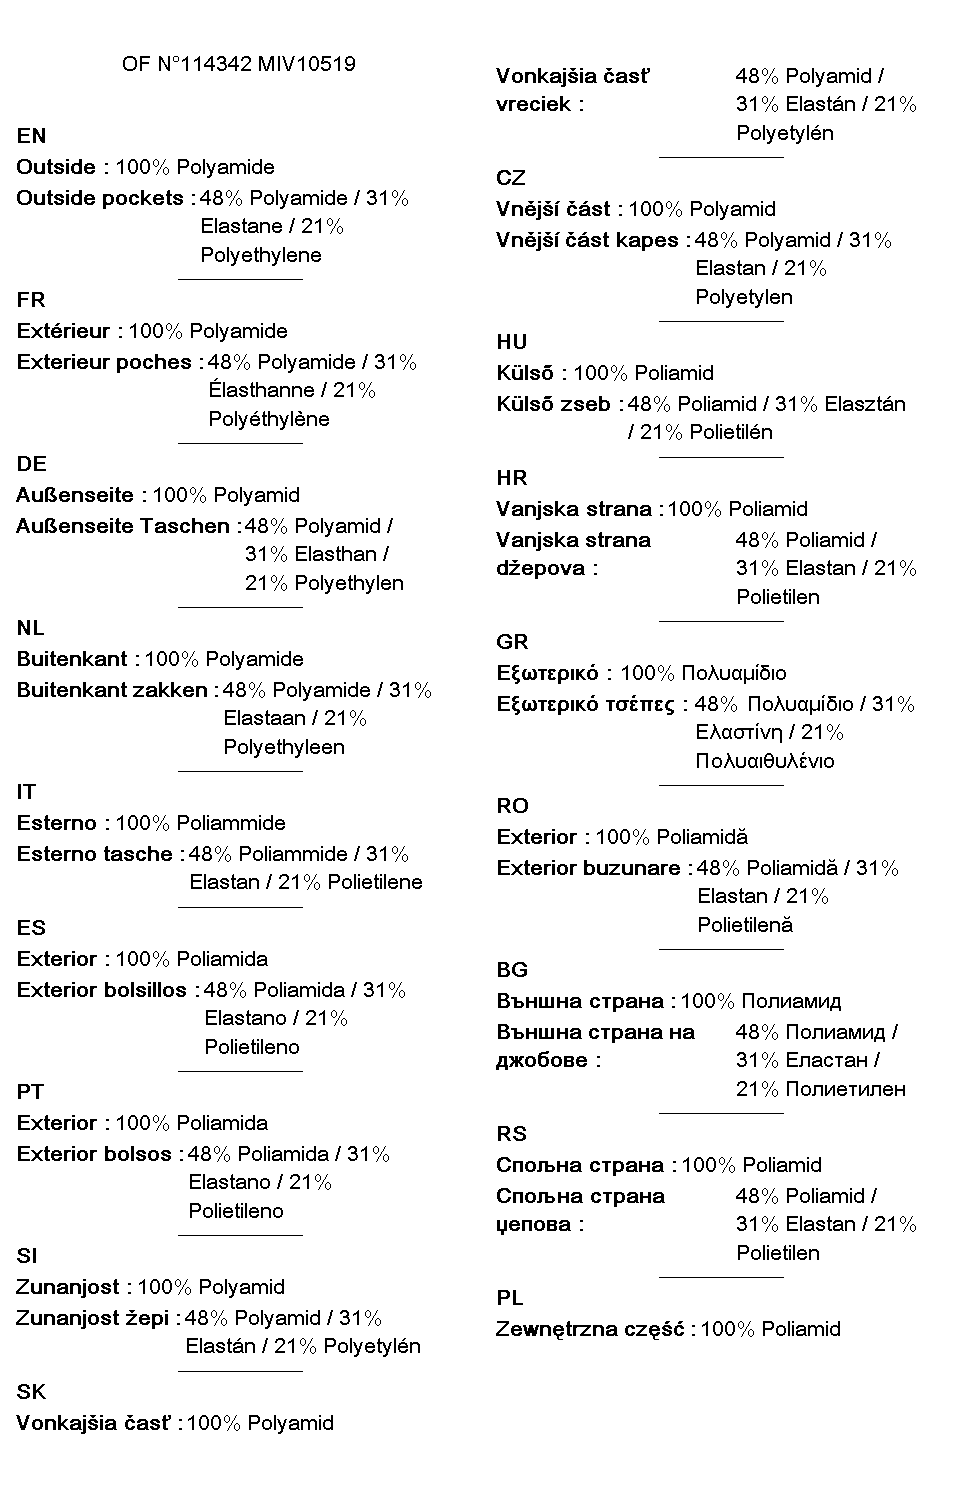 OF N°114342 MIV10519
EN
Outside : 100% Polyamide
Outside pockets : 48% Polyamide / 31%
Elastane / 21%
Polyethylene
FR
Extérieur : 100% Polyamide
Exterieur poches : 48% Polyamide / 31%
Élasthanne / 21%
Polyéthylène
DE
Außenseite : 100% Polyamid
Außenseite Taschen : 48% Polyamid /
31% Elasthan /
21% Polyethylen
NL
Buitenkant : 100% Polyamide
Buitenkant zakken : 48% Polyamide / 31%
Elastaan / 21%
Polyethyleen
IT
Esterno : 100% Poliammide
Esterno tasche : 48% Poliammide / 31%
Elastan / 21% Polietilene
ES
Exterior : 100% Poliamida
Exterior bolsillos : 48% Poliamida / 31%
Elastano / 21%
Polietileno
PT
Exterior : 100% Poliamida
Exterior bolsos : 48% Poliamida / 31%
Elastano / 21%
Polietileno
SI
Zunanjost : 100% Polyamid
Zunanjost žepi : 48% Polyamid / 31%
Elastán / 21% Polyetylén
SK
Vonkajšia časť : 100% Polyamid
Vonkajšia časť 48% Polyamid /
vreciek : 31% Elastán / 21%
Polyetylén
CZ
Vnější část : 100% Polyamid
Vnější část kapes : 48% Polyamid / 31%
Elastan / 21%
Polyetylen
HU
Külső : 100% Poliamid
Külső zseb : 48% Poliamid / 31% Elasztán
/ 21% Polietilén
HR
Vanjska strana : 100% Poliamid
Vanjska strana 48% Poliamid /
džepova : 31% Elastan / 21%
Polietilen
GR
Εξωτερικό : 100% Πολυαμίδιο
Εξωτερικό τσέπες : 48% Πολυαμίδιο / 31%
Ελαστίνη / 21%
Πολυαιθυλένιο
RO
Exterior : 100% Poliamidă
Exterior buzunare : 48% Poliamidă / 31%
Elastan / 21%
Polietilenă
BG
Външна страна : 100% Полиамид
Външна страна на 48% Полиамид /
джобове : 31% Еластан /
21% Полиетилен
RS
Спољна страна : 100% Poliamid
Спољна страна 48% Poliamid /
џепова : 31% Elastan / 21%
Polietilen
PL
Zewnętrzna część : 100% Poliamid